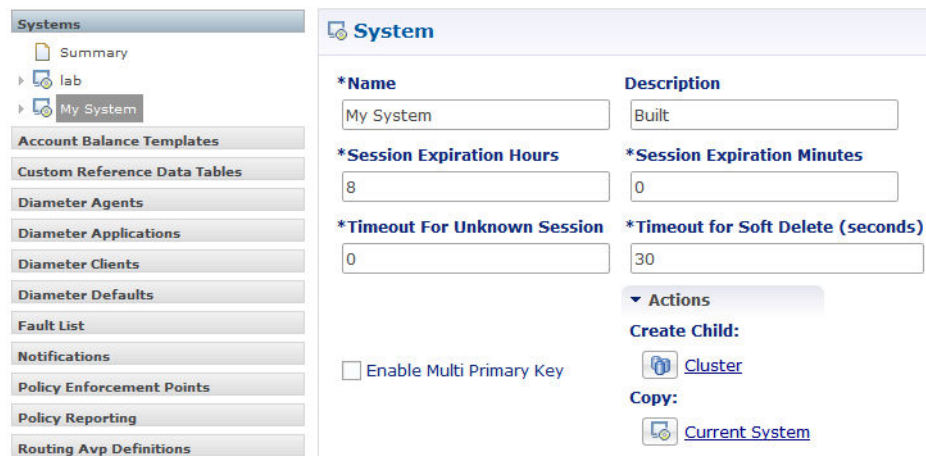 Systems
Summary
lab
My System
Account Balance Templates
Custom Reference Data Tables
Diameter Agents
Diameter Applications
Diameter Clients
Diameter Defaults
Fault List
Notifications
Policy Enforcement Points
Policy Reporting
Routing Avp Definitions
System
*Name
Description
My System
Built
*Session Expiration Hours
*Session Expiration Minutes
8
0
*Timeout For Unknown Session
*Timeout for Soft Delete (seconds)
0
30
Actions
Create Child:
Enable Multi Primary Key
Cluster
Copy:
Current System